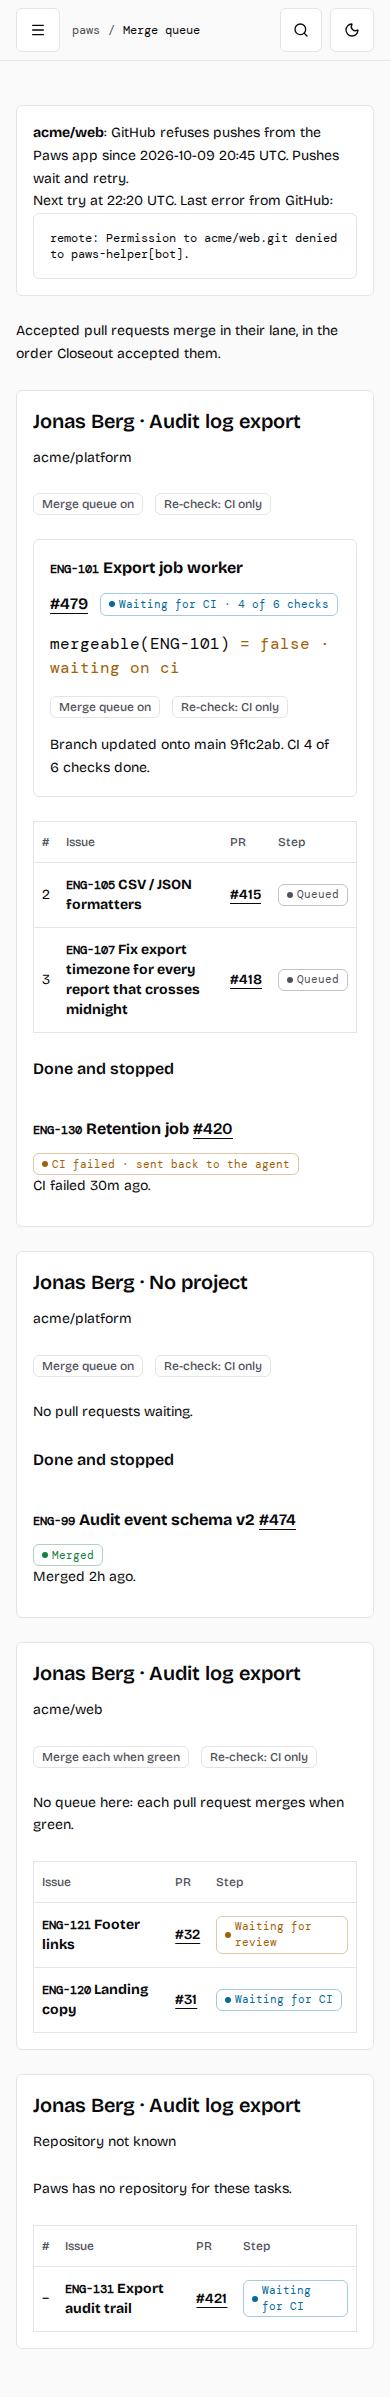 paws / Merge queue
acme/web: GitHub refuses pushes from the
Paws app since 2026-10-09 20:45 UTC. Pushes
wait and retry.
Next try at 22:20 UTC. Last error from GitHub:
remote: Permission to acme/web.git denied
to paws-helper[bot].
Accepted pull requests merge in their lane, in the
order Closeout accepted them.
Jonas Berg · Audit log export
acme/platform
Merge queue on Re-check: CI only
ENG-101 Export job worker
#479 Waiting for CI · 4 of 6 checks
mergeable(ENG-101) = false ·
waiting on ci
Merge queue on Re-check: CI only
Branch updated onto main 9f1c2ab. CI 4 of
6 checks done.
# Issue PR Step
2 ENG-105 CSV / JSON
formatters #415 Queued
3 ENG-107 Fix export
timezone for every
report that crosses
midnight #418 Queued
Done and stopped
ENG-130 Retention job #420
CI failed · sent back to the agent
CI failed 30m ago.
Jonas Berg · No project
acme/platform
Merge queue on Re-check: CI only
No pull requests waiting.
Done and stopped
ENG-99 Audit event schema v2 #474
Merged
Merged 2h ago.
Jonas Berg · Audit log export
acme/web
Merge each when green Re-check: CI only
No queue here: each pull request merges when
green.
Issue PR Step
ENG-121 Footer
links #32 Waiting for
review
ENG-120 Landing
copy #31 Waiting for CI
Jonas Berg · Audit log export
Repository not known
Paws has no repository for these tasks.
# Issue PR Step
– ENG-131 Export
audit trail #421 Waiting
for CI